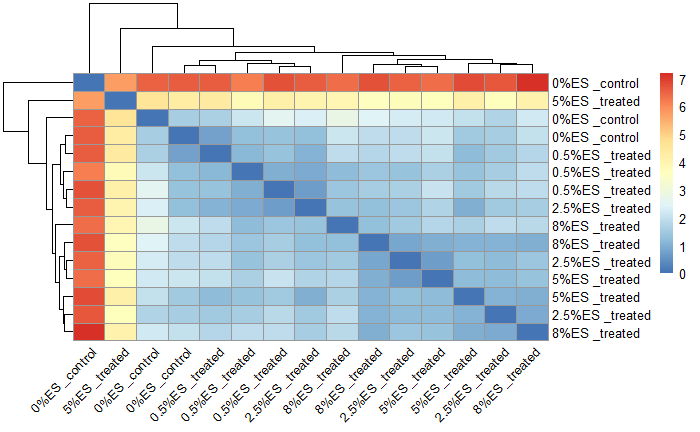 0%ES _control
5%ES _treated
0%ES _control
0%ES _control
0.5%ES _treated
0.5%ES _treated
0.5%ES _treated
2.5%ES _treated
8%ES _treated
8%ES _treated
2.5%ES _treated
5%ES _treated
5%ES _treated
2.5%ES _treated
8%ES _treated
7
6
5
4
3
2
1
0
0%ES _control
5%ES _treated
0%ES _control
0%ES _control
0.5%ES _treated
0.5%ES _treated
0.5%ES _treated
2.5%ES _treated
8%ES _treated
8%ES _treated
2.5%ES _treated
5%ES _treated
5%ES _treated
2.5%ES _treated
8%ES _treated